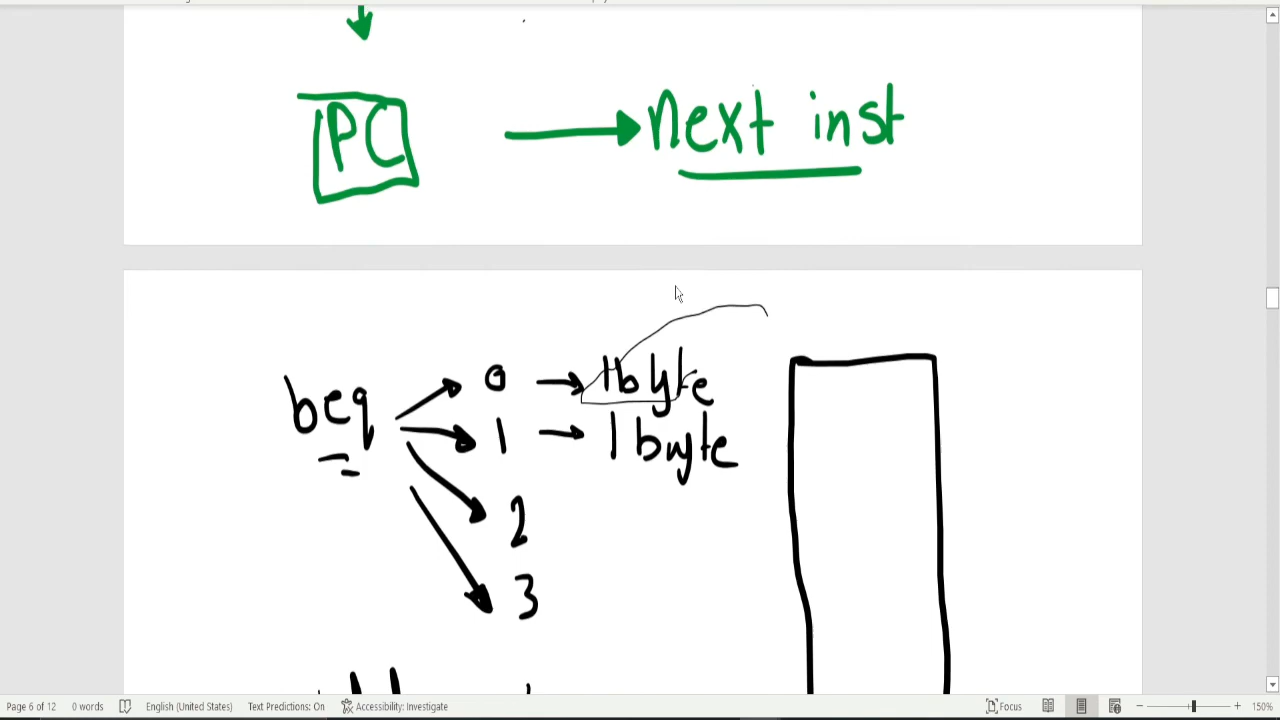 PC → next inst
beq
0 → 1byte
1 → 1 byte
2
3
Page 6 of 12 0 words English (United States) Text Predictions: On Accessibility: Investigate Focus 150%